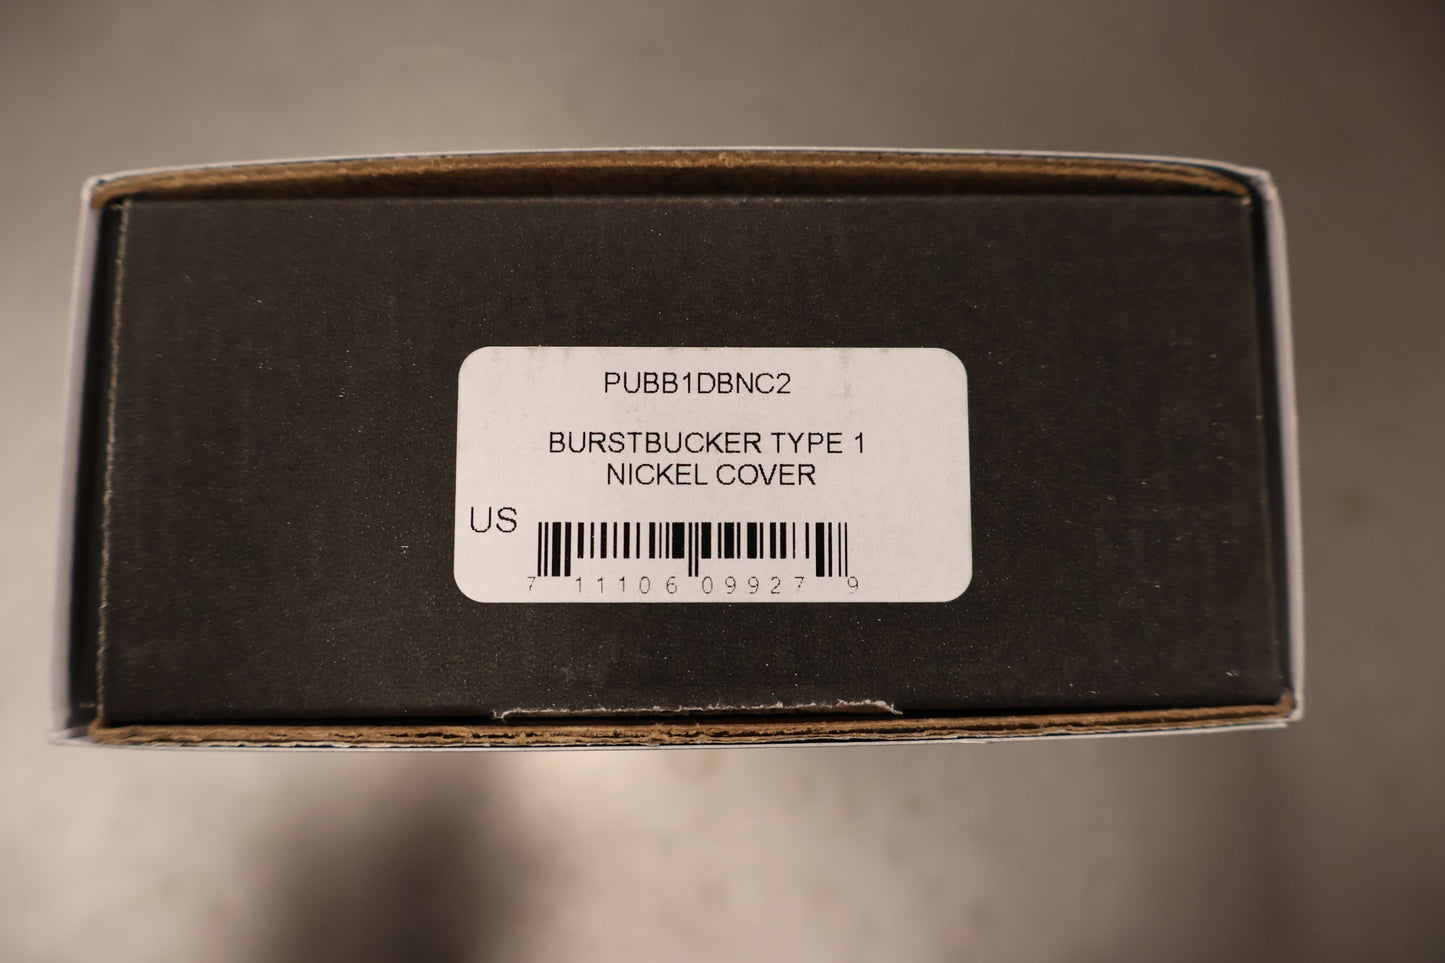 PUBB1DBNC2
BURSTBUCKER TYPE 1
NICKEL COVER
US
7 11106 09927 9